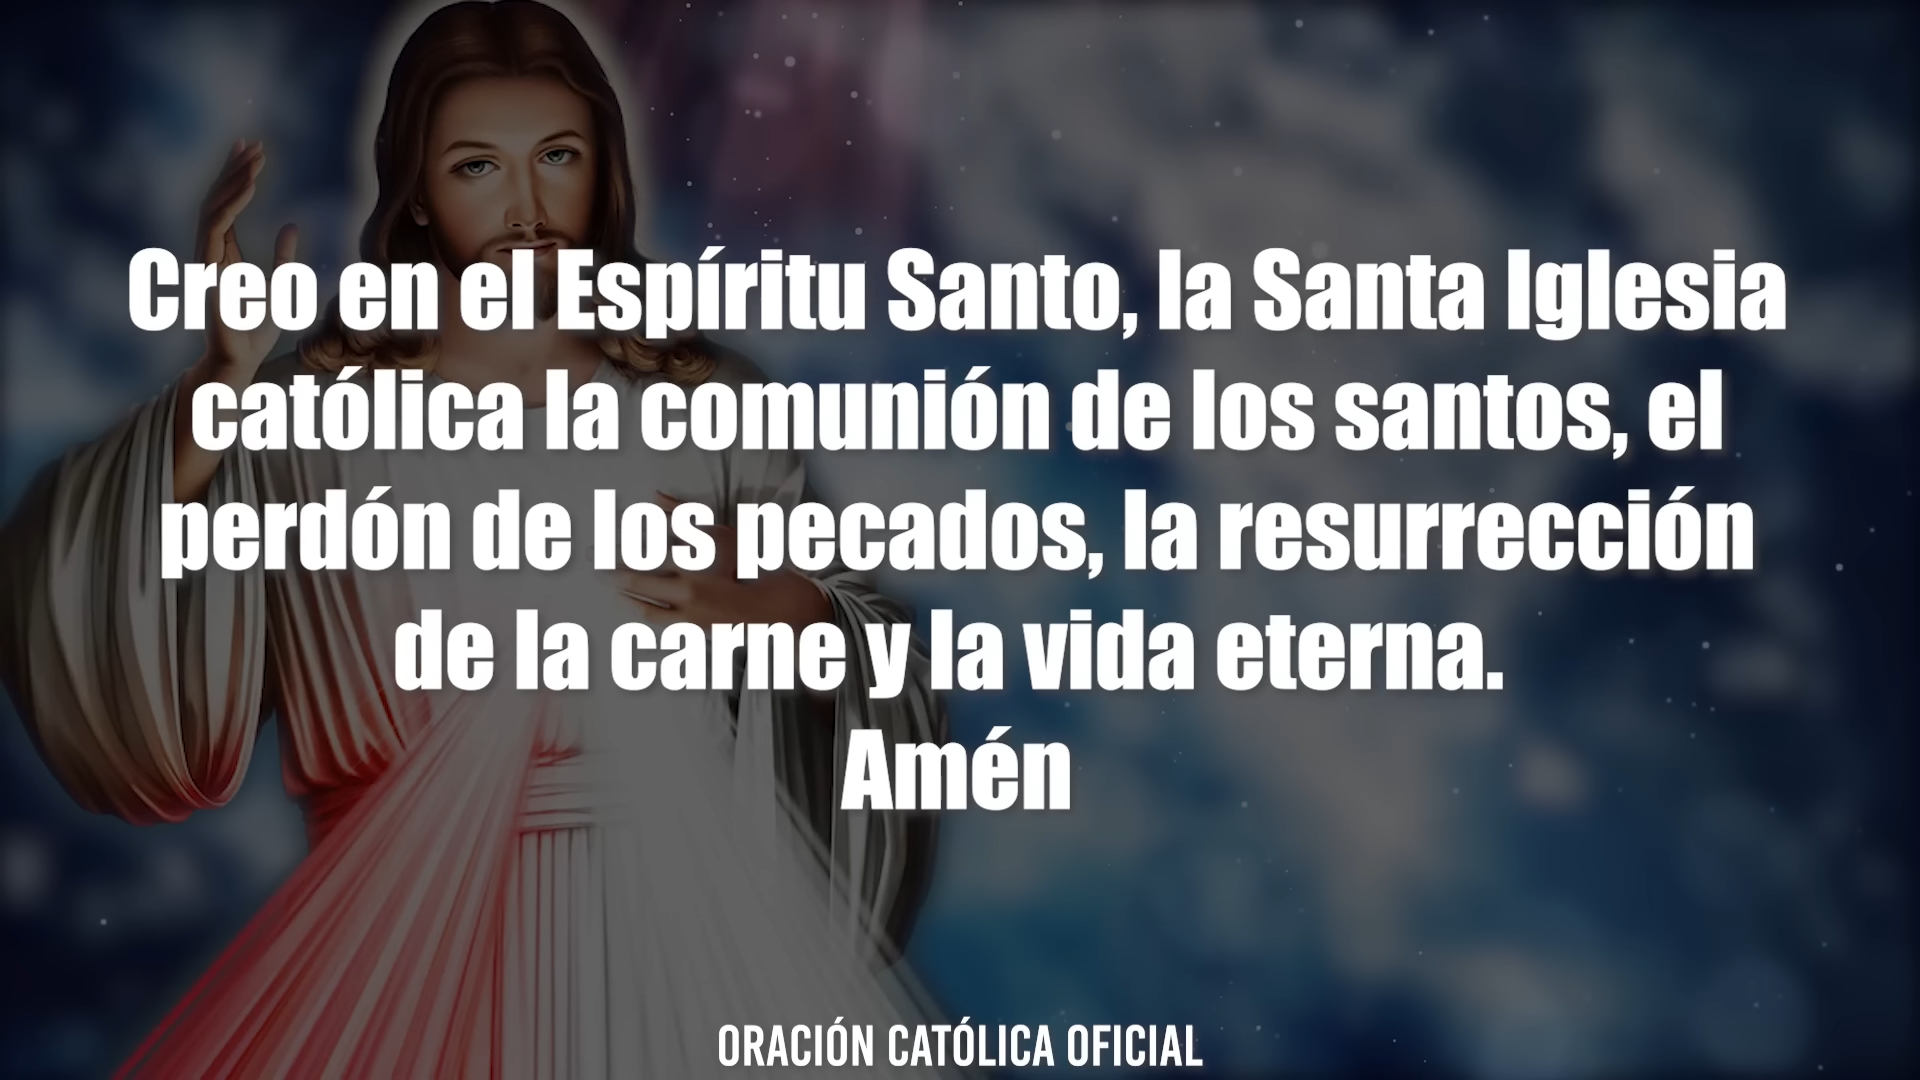 Creo en el Espíritu Santo, la Santa Iglesia
católica la comunión de los santos, el
perdón de los pecados, la resurrección
de la carne y la vida eterna.
Amén
ORACIÓN CATÓLICA OFICIAL